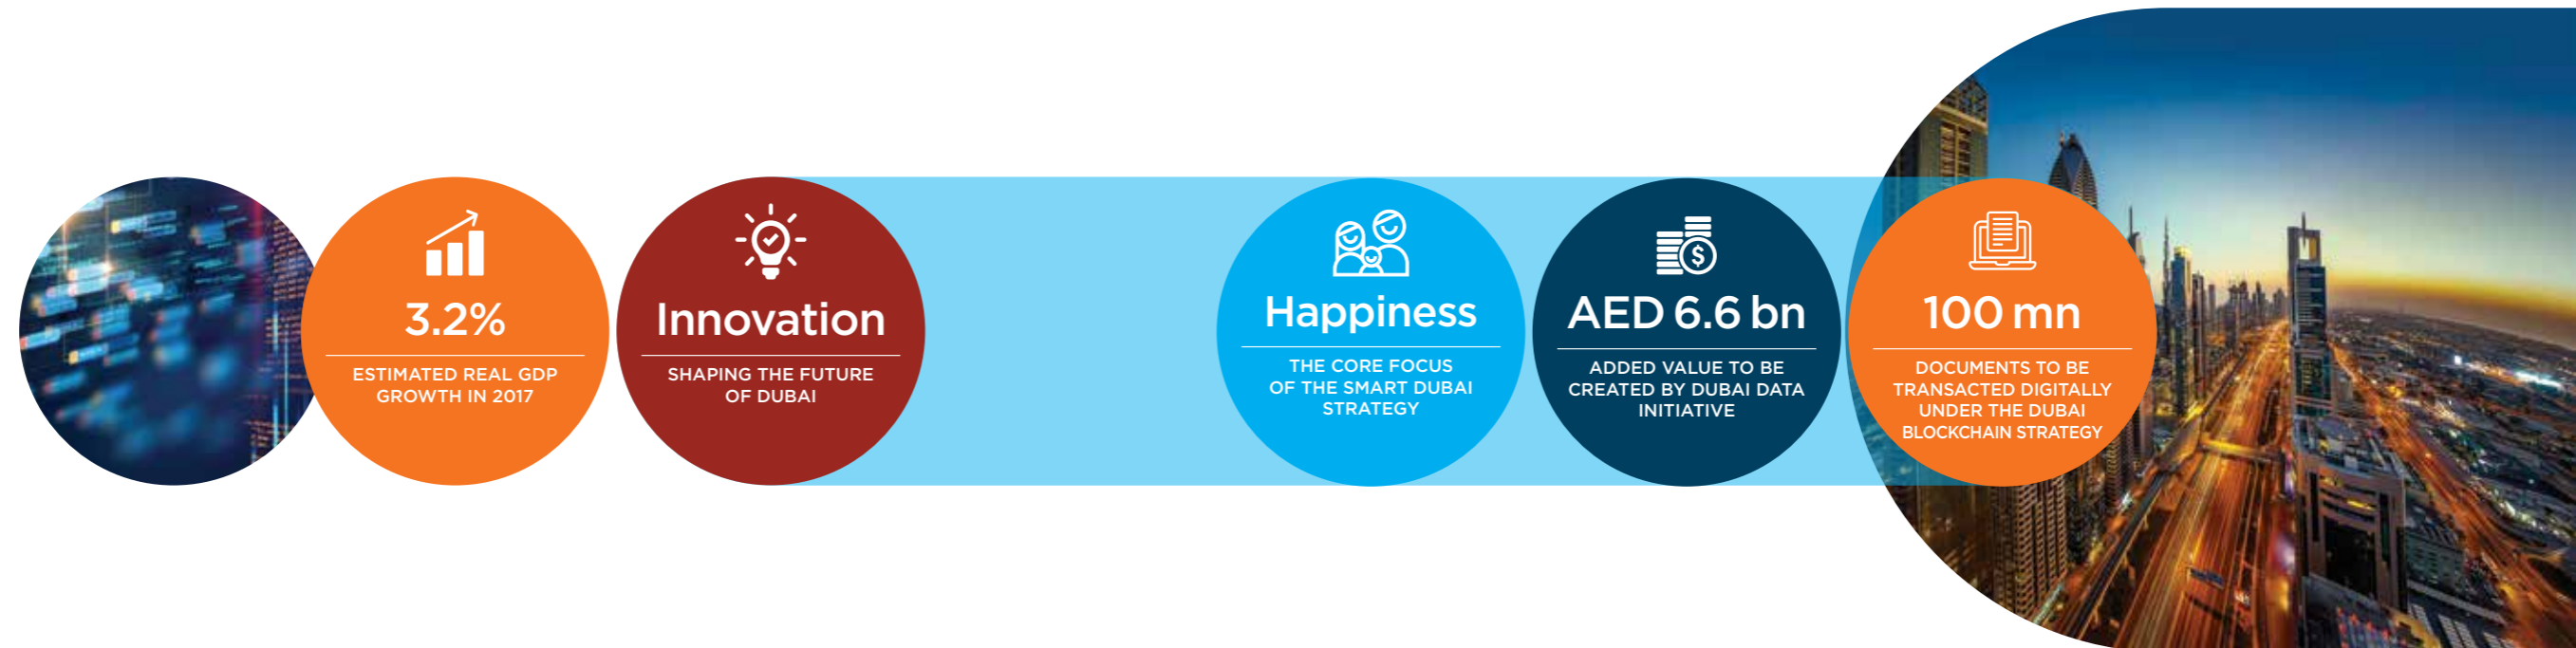 3.2%
ESTIMATED REAL GDP
GROWTH IN 2017
Innovation
SHAPING THE FUTURE
OF DUBAI
Happiness
THE CORE FOCUS
OF THE SMART DUBAI
STRATEGY
AED 6.6 bn
ADDED VALUE TO BE
CREATED BY DUBAI DATA
INITIATIVE
100 mn
DOCUMENTS TO BE
TRANSACTED DIGITALLY
UNDER THE DUBAI
BLOCKCHAIN STRATEGY